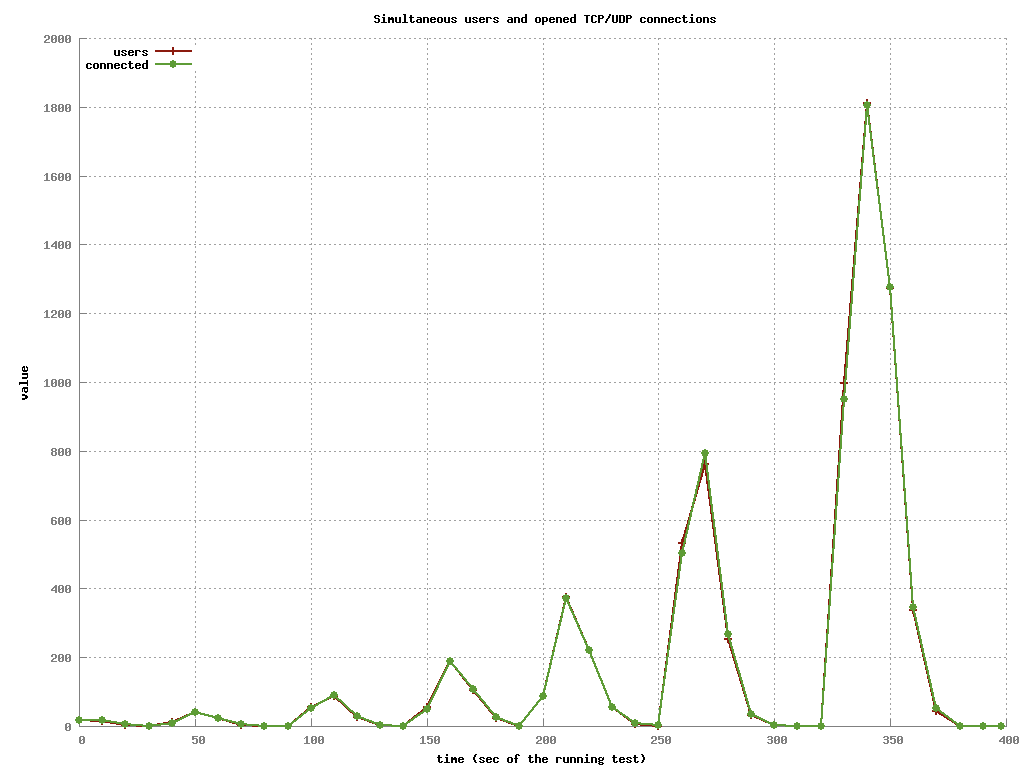 Simultaneous users and opened TCP/UDP connections
users
connected
2000
1800
1600
1400
1200
1000
800
600
400
200
0
value
0 50 100 150 200 250 300 350 400
time (sec of the running test)